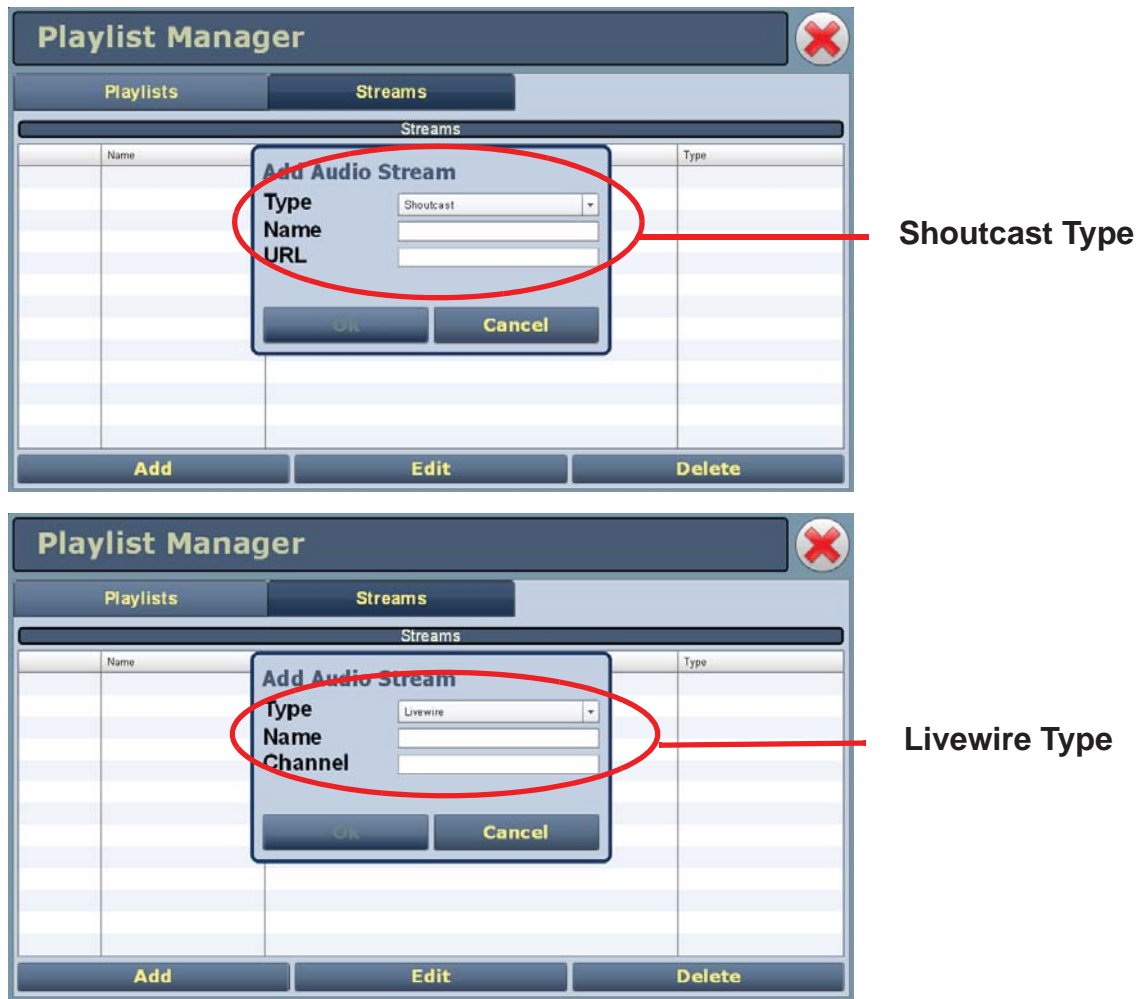 Playlist Manager
Playlists Streams
Streams
Name Type
Add Audio Stream
Type Shoutcast
Name
URL
Ok Cancel
Add Edit Delete
Shoutcast Type
Playlist Manager
Playlists Streams
Streams
Name Type
Add Audio Stream
Type Livewire
Name
Channel
Ok Cancel
Add Edit Delete
Livewire Type